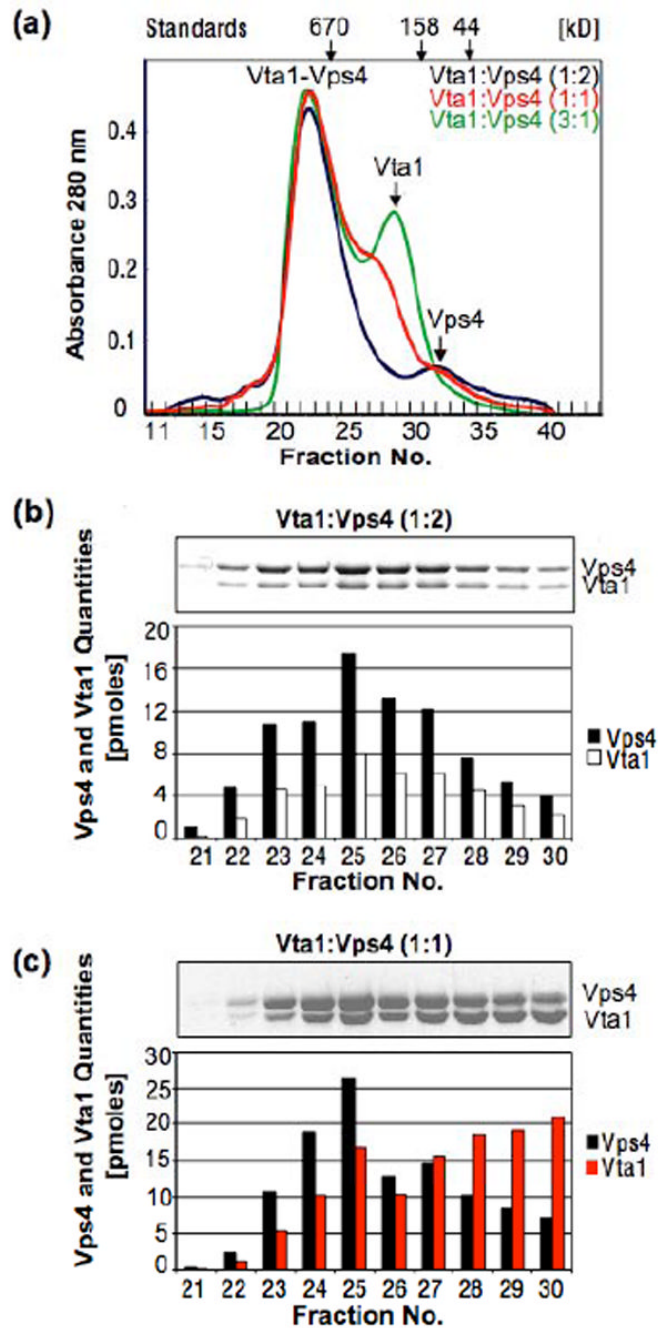 (a)
Standards 670 158 44 [kD]
Vta1-Vps4
Vta1:Vps4 (1:2)
Vta1:Vps4 (1:1)
Vta1:Vps4 (3:1)
Vta1
Vps4
Absorbance 280 nm
0.4
0.3
0.2
0.1
0
11 15 20 25 30 35 40
Fraction No.
(b)
Vta1:Vps4 (1:2)
Vps4
Vta1
Vps4 and Vta1 Quantities
[pmoles]
20
16
12
8
4
0
Vps4
Vta1
21 22 23 24 25 26 27 28 29 30
Fraction No.
(c)
Vta1:Vps4 (1:1)
Vps4
Vta1
Vps4 and Vta1 Quantities
[pmoles]
30
25
20
15
10
5
0
Vps4
Vta1
21 22 23 24 25 26 27 28 29 30
Fraction No.